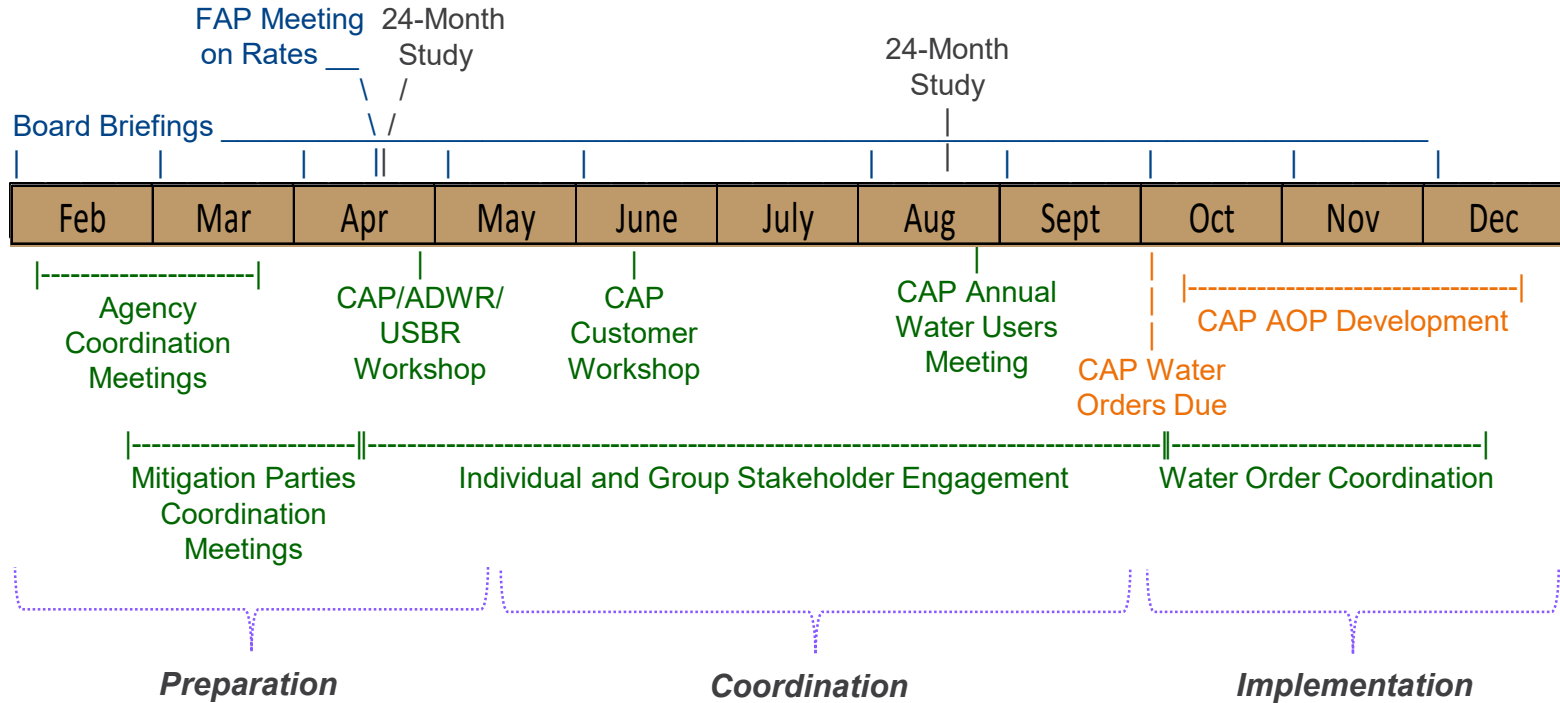 FAP Meeting
on Rates __
24-Month
Study
24-Month
Study
Board Briefings
Feb Mar Apr May June July Aug Sept Oct Nov Dec
Agency
Coordination
Meetings
CAP/ADWR/
USBR
Workshop
CAP
Customer
Workshop
CAP Annual
Water Users
Meeting
CAP Water
Orders Due
CAP AOP Development
Mitigation Parties
Coordination
Meetings
Individual and Group Stakeholder Engagement
Water Order Coordination
Preparation
Coordination
Implementation